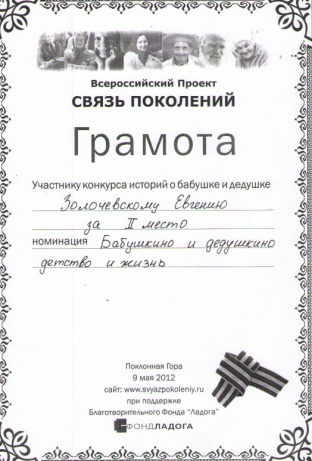 Всероссийский Проект
СВЯЗЬ ПОКОЛЕНИЙ
Грамота
Участнику конкурса историй о бабушке и дедушке
Золочевскому Евгению
за II место
номинация Бабушкино и дедушкино
детство и жизнь
Поклонная Гора
9 мая 2012
сайт: www.svyazpokoleniy.ru
при поддержке
Благотворительного Фонда "Ладога"
ФОНДЛАДОГА